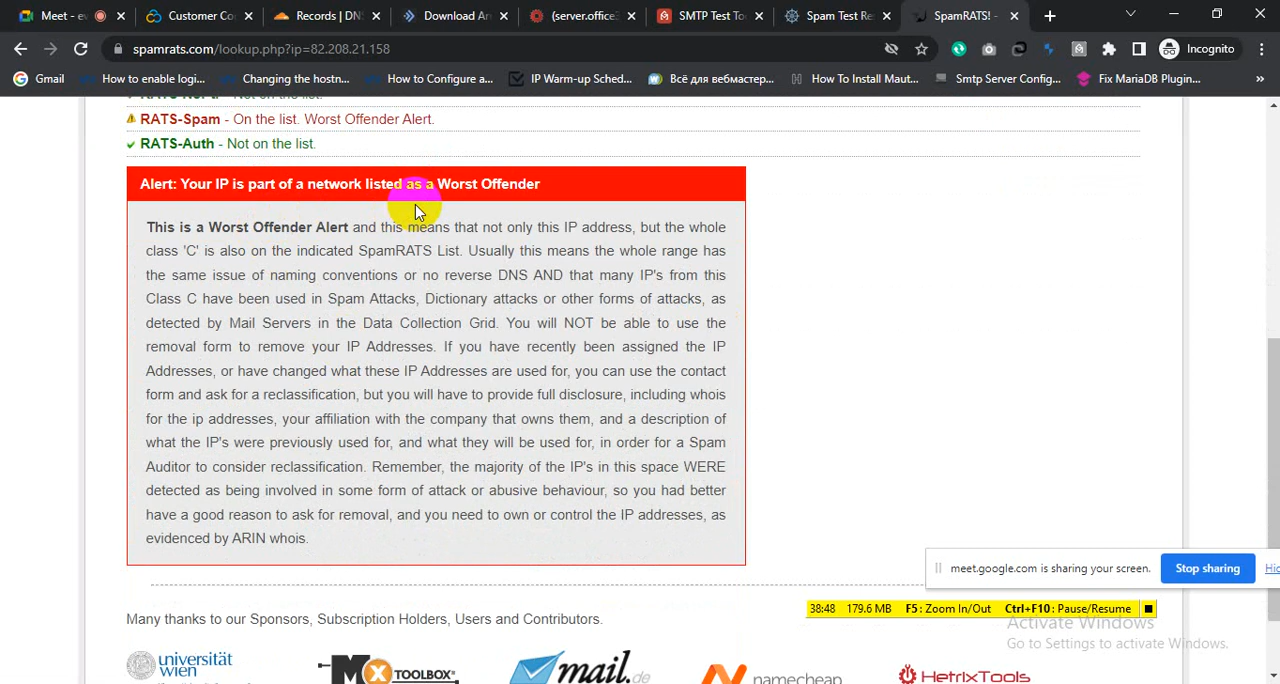 Meet - ev
Customer Co
Records | DN
Download An
(server.office3
SMTP Test To
Spam Test Re
SpamRATS! -
spamrats.com/lookup.php?ip=82.208.21.158
Incognito
Gmail
How to enable logi...
Changing the hostn...
How to Configure a...
IP Warm-up Sched...
Всё для вебмастер...
How To Install Maut...
Smtp Server Config...
Fix MariaDB Plugin...
»
Not on the list.
RATS-Spam - On the list. Worst Offender Alert.
RATS-Auth - Not on the list.
Alert: Your IP is part of a network listed as a Worst Offender
This is a Worst Offender Alert and this means that not only this IP address, but the whole
class 'C' is also on the indicated SpamRATS List. Usually this means the whole range has
the same issue of naming conventions or no reverse DNS AND that many IP's from this
Class C have been used in Spam Attacks, Dictionary attacks or other forms of attacks, as
detected by Mail Servers in the Data Collection Grid. You will NOT be able to use the
removal form to remove your IP Addresses. If you have recently been assigned the IP
Addresses, or have changed what these IP Addresses are used for, you can use the contact
form and ask for a reclassification, but you will have to provide full disclosure, including whois
for the ip addresses, your affiliation with the company that owns them, and a description of
what the IP's were previously used for, and what they will be used for, in order for a Spam
Auditor to consider reclassification. Remember, the majority of the IP's in this space WERE
detected as being involved in some form of attack or abusive behaviour, so you had better
have a good reason to ask for removal, and you need to own or control the IP addresses, as
evidenced by ARIN whois.
meet.google.com is sharing your screen.
Stop sharing
Hid
38:48 179.6 MB F5: Zoom In/Out Ctrl+F10: Pause/Resume
Many thanks to our Sponsors, Subscription Holders, Users and Contributors.
Activate Windows
Go to Settings to activate Windows.
universität
wien
MX TOOLBOX
mail.de
namecheap
HetrixTools